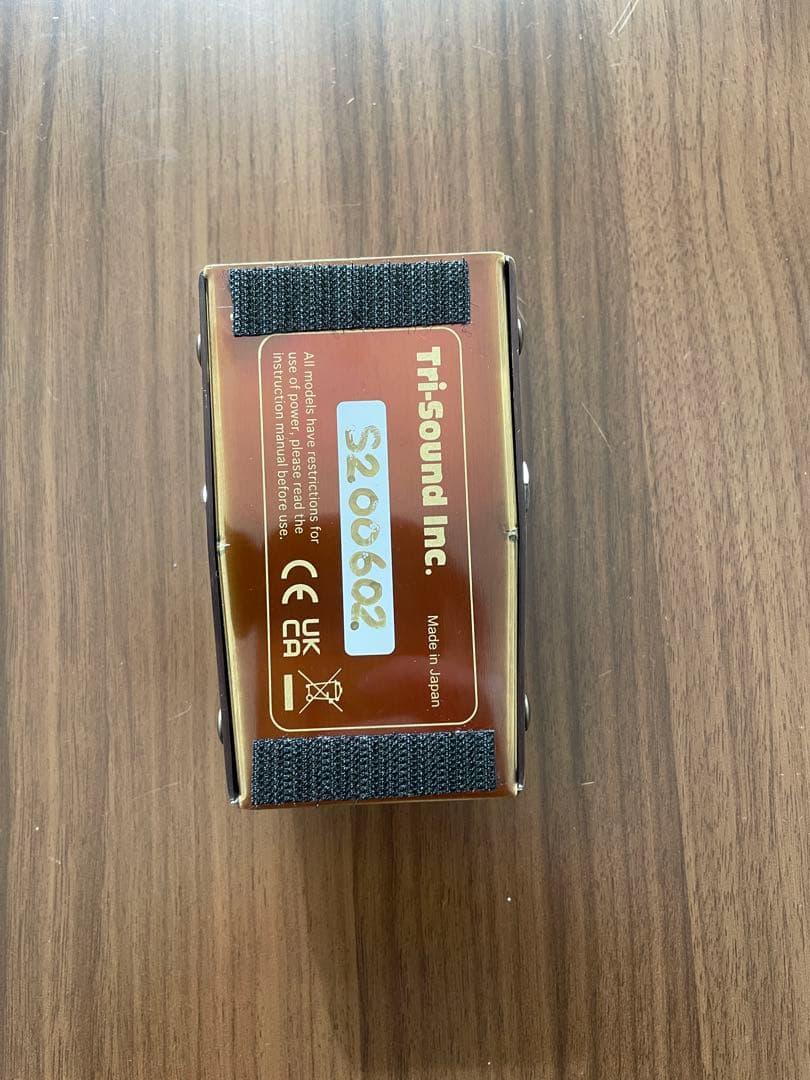 Tri-Sound Inc.
Made in Japan
S200602.
All models have restrictions for
use of power, please read the
instruction manual before use.
CE
UK
CA